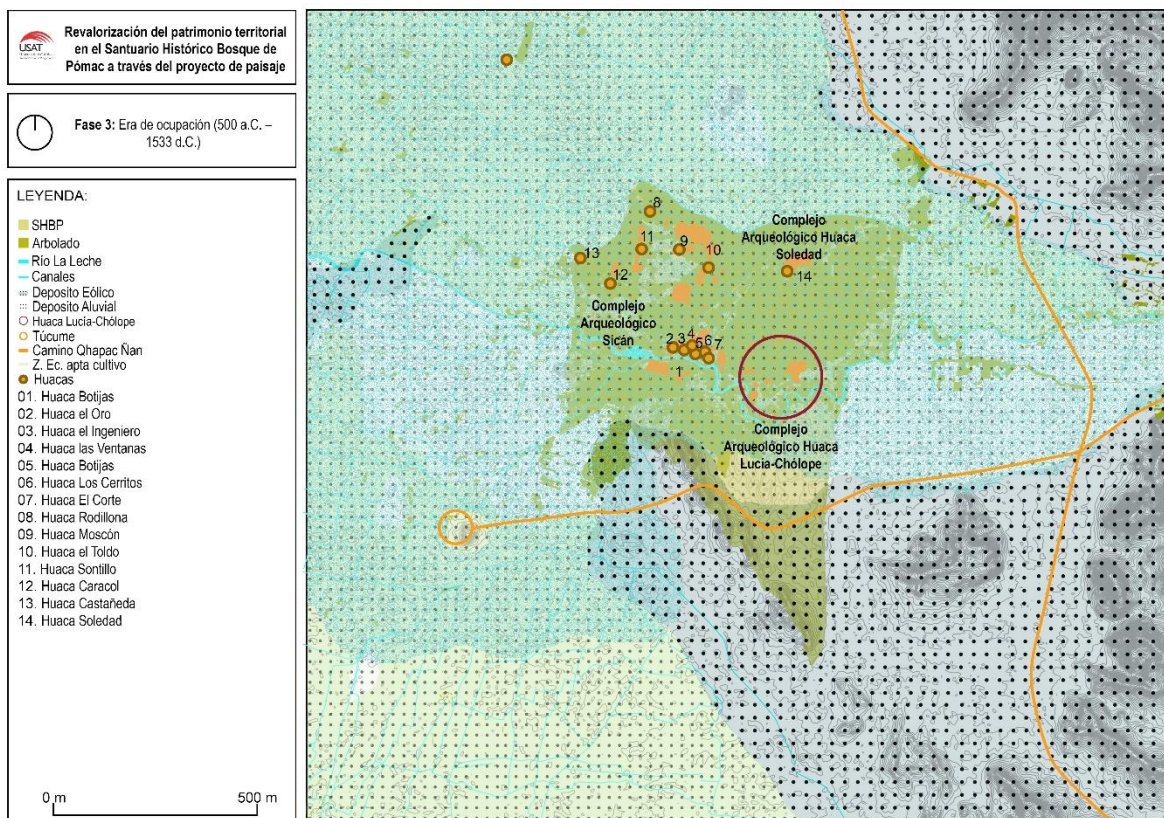 USAT
Revalorización del patrimonio territorial
en el Santuario Histórico Bosque de
Pómac a través del proyecto de paisaje
Fase 3: Era de ocupación (500 a.C. –
1533 d.C.)
LEYENDA:
SHBP
Arbolado
Río La Leche
Canales
Deposito Eólico
Deposito Aluvial
Huaca Lucía-Chólope
Túcume
Camino Qhapac Ñan
Z. Ec. apta cultivo
Huacas
01. Huaca Botijas
02. Huaca el Oro
03. Huaca el Ingeniero
04. Huaca las Ventanas
05. Huaca Botijas
06. Huaca Los Cerritos
07. Huaca El Corte
08. Huaca Rodillona
09. Huaca Moscón
10. Huaca el Toldo
11. Huaca Sontillo
12. Huaca Caracol
13. Huaca Castañeda
14. Huaca Soledad
0 m 500 m
8
11
9
10
13
12
14
Complejo
Arqueológico Huaca
Soledad
Complejo
Arqueológico
Sicán
2 3 4
5 6 7
1
Complejo
Arqueológico Huaca
Lucía-Chólope